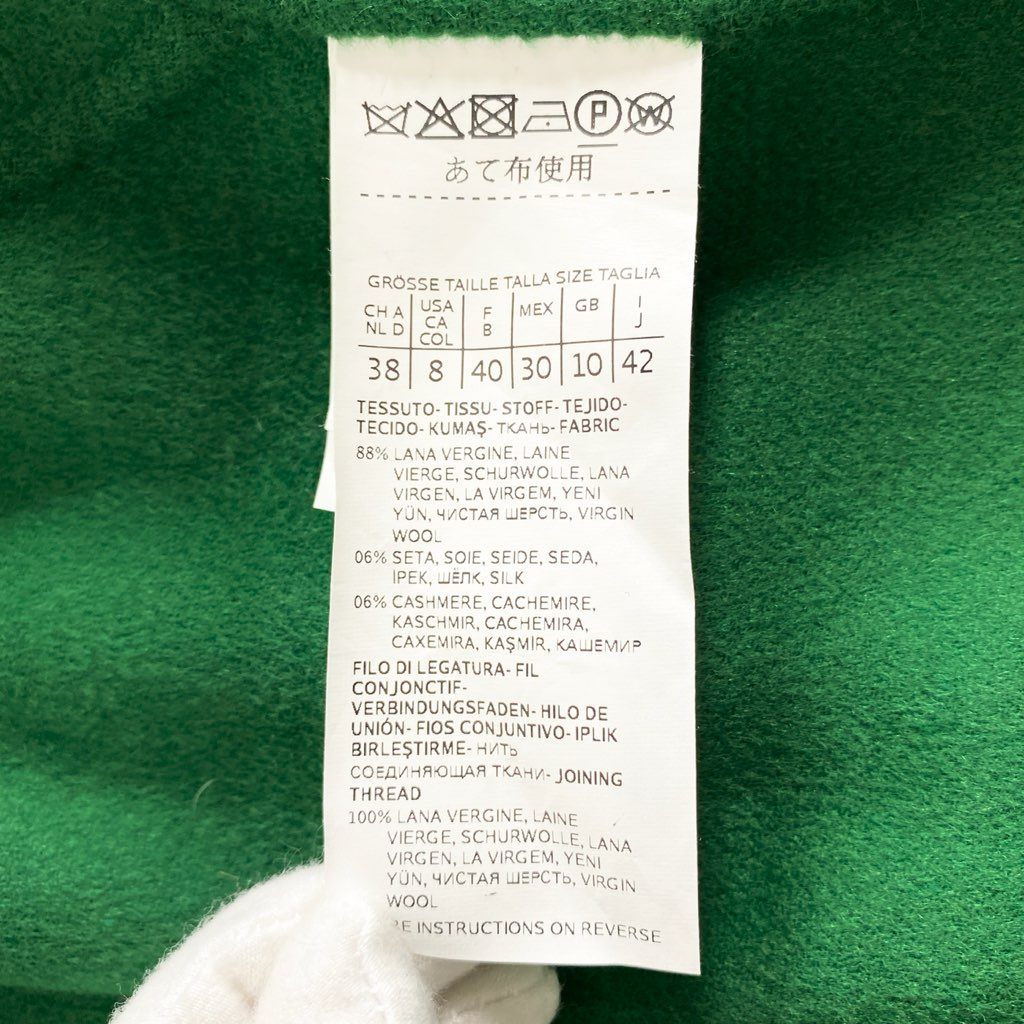 P W
あて布使用
GRÖSSE TAILLE TALLA SIZE TAGLIA
CH A NL D USA CA COL F B MEX GB I J
38 8 40 30 10 42
TESSUTO- TISSU- STOFF- TEJIDO-
TECIDO- KUMAŞ- ТКАНЬ- FABRIC
88% LANA VERGINE, LAINE
VIERGE, SCHURWOLLE, LANA
VIRGEN, LA VIRGEM, YENI
YÜN, ЧИСТАЯ ШЕРСТЬ, VIRGIN
WOOL
06% SETA, SOIE, SEIDE, SEDA,
İPEK, ШЁЛК, SILK
06% CASHMERE, CACHEMIRE,
KASCHMIR, CACHEMIRA,
CAXEMIRA, KAŞMİR, КАШЕМИР
FILO DI LEGATURA- FIL
CONJONCTIF-
VERBINDUNGSFADEN- HILO DE
UNIÓN- FIOS CONJUNTIVO- IPLIK
BIRLEŞTIRME- НИТЬ
СОЕДИНЯЮЩАЯ ТКАНИ- JOINING
THREAD
100% LANA VERGINE, LAINE
VIERGE, SCHURWOLLE, LANA
VIRGEN, LA VIRGEM, YENI
YÜN, ЧИСТАЯ ШЕРСТЬ, VIRGIN
WOOL
INSTRUCTIONS ON REVERSE